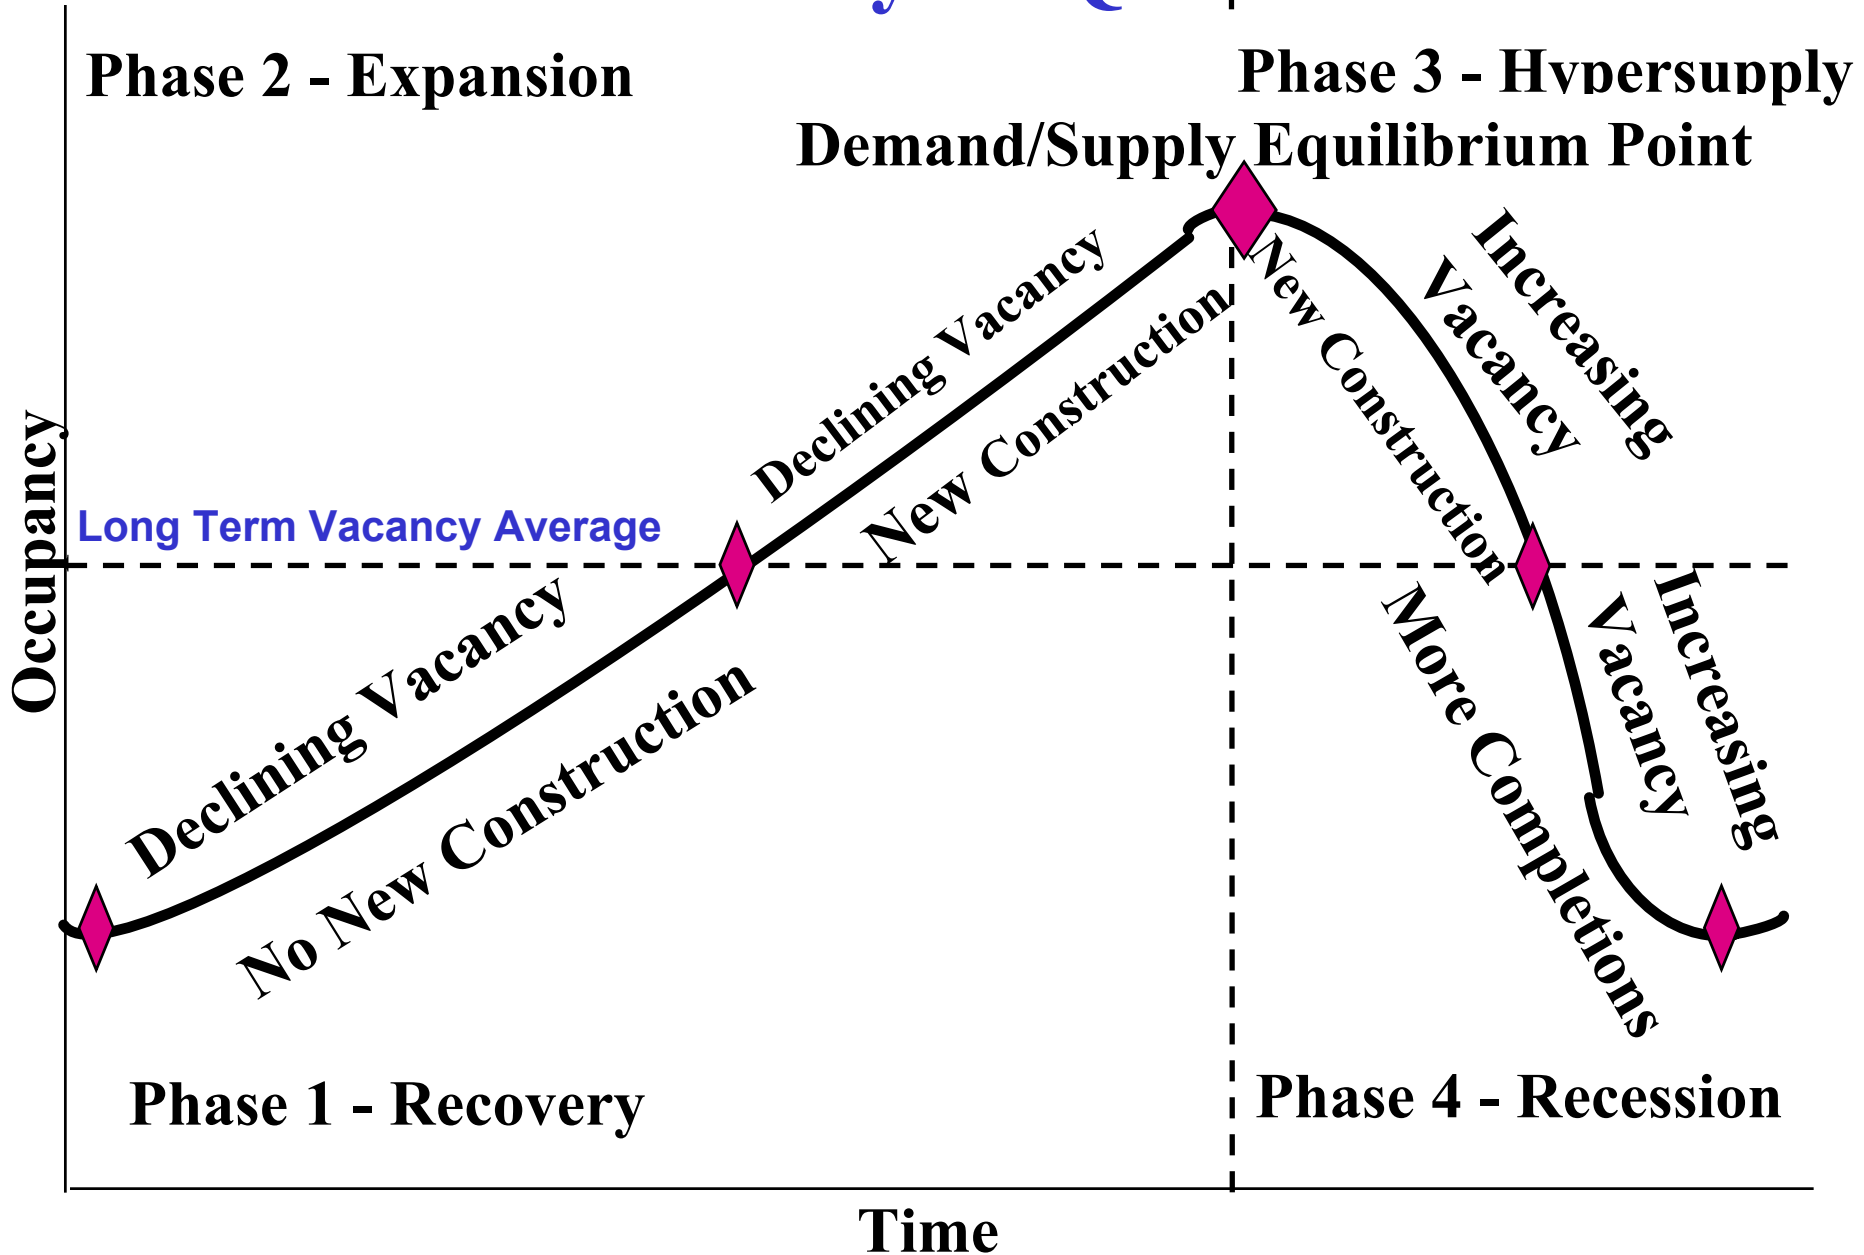 Phase 2 - Expansion
Phase 3 - Hypersupply
Demand/Supply Equilibrium Point
Declining Vacancy
New Construction
New Construction
Increasing
Vacancy
Occupancy
Long Term Vacancy Average
Declining Vacancy
No New Construction
More Completions
Increasing
Vacancy
Phase 1 - Recovery
Phase 4 - Recession
Time